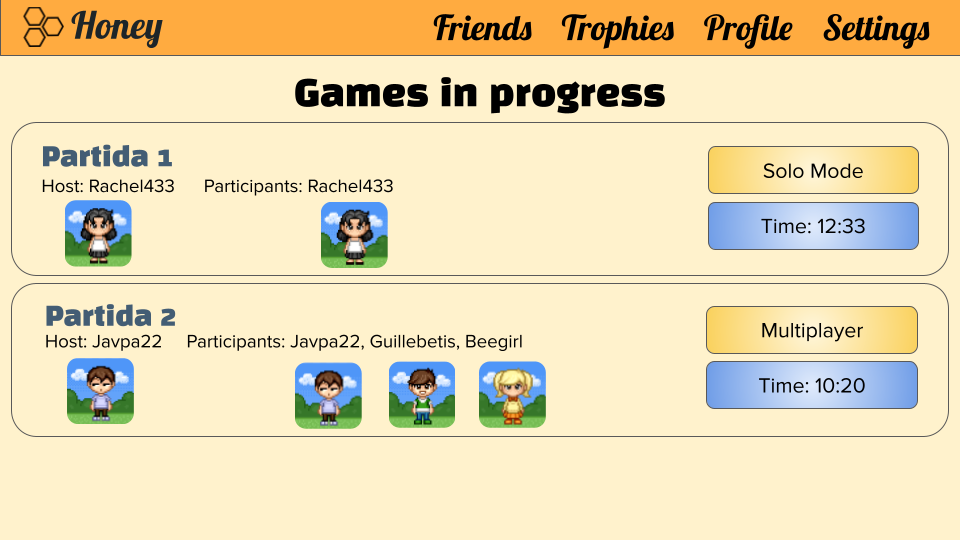 Honey Friends Trophies Profile Settings
Games in progress
Partida 1
Host: Rachel433 Participants: Rachel433
Solo Mode
Time: 12:33
Partida 2
Host: Javpa22 Participants: Javpa22, Guillebetis, Beegirl
Multiplayer
Time: 10:20